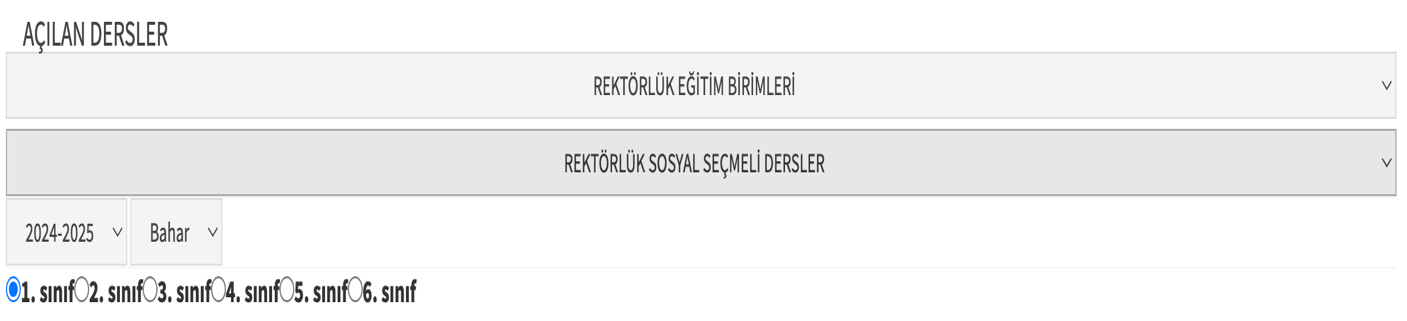 AÇILAN DERSLER
REKTÖRLÜK EĞİTİM BİRİMLERİ
REKTÖRLÜK SOSYAL SEÇMELİ DERSLER
2024-2025 Bahar
1. sınıf 2. sınıf 3. sınıf 4. sınıf 5. sınıf 6. sınıf